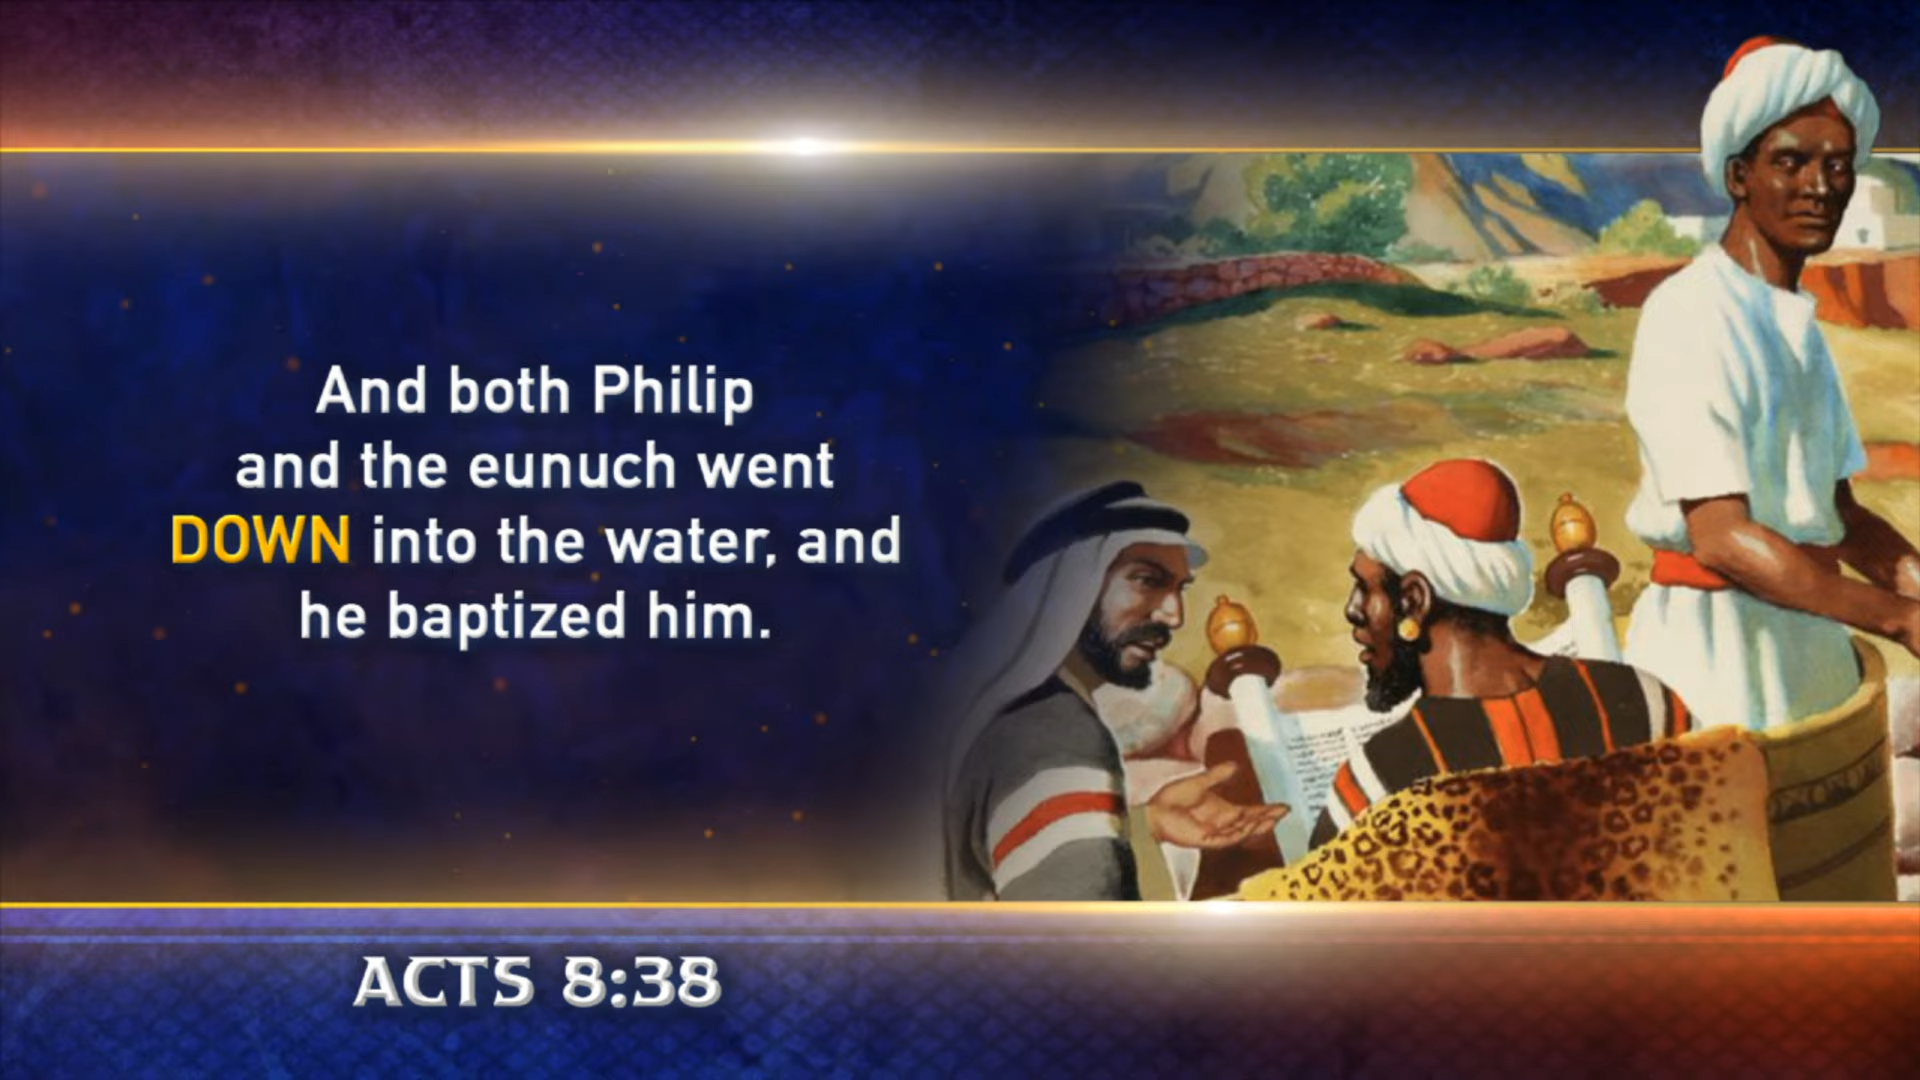 And both Philip
and the eunuch went
DOWN into the water, and
he baptized him.
ACTS 8:38